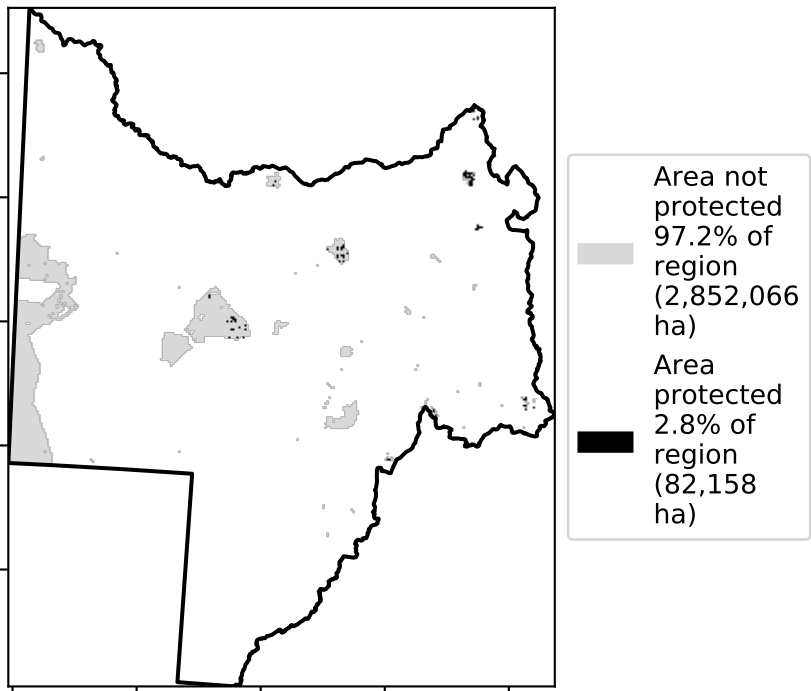 Area not
protected
97.2% of
region
(2,852,066
ha)
Area
protected
2.8% of
region
(82,158
ha)